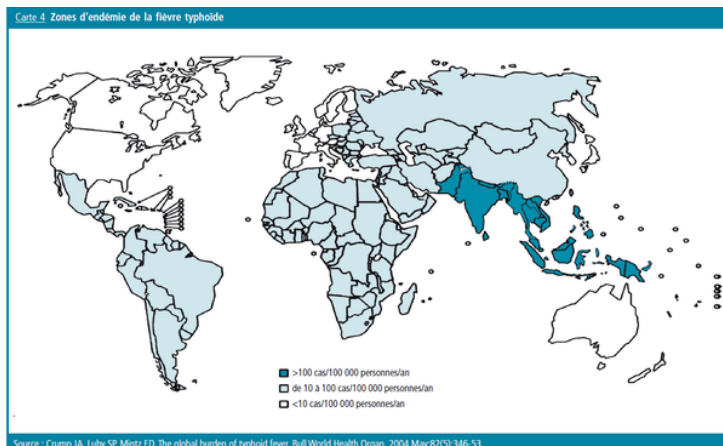 Carte 4 Zones d'endémie de la fièvre typhoïde
>100 cas/100 000 personnes/an
de 10 à 100 cas/100 000 personnes/an
<10 cas/100 000 personnes/an
Source : Crump JA, Luby SP, Mintz ED. The global burden of typhoid fever. Bull World Health Organ. 2004 May;82(5):346-53.